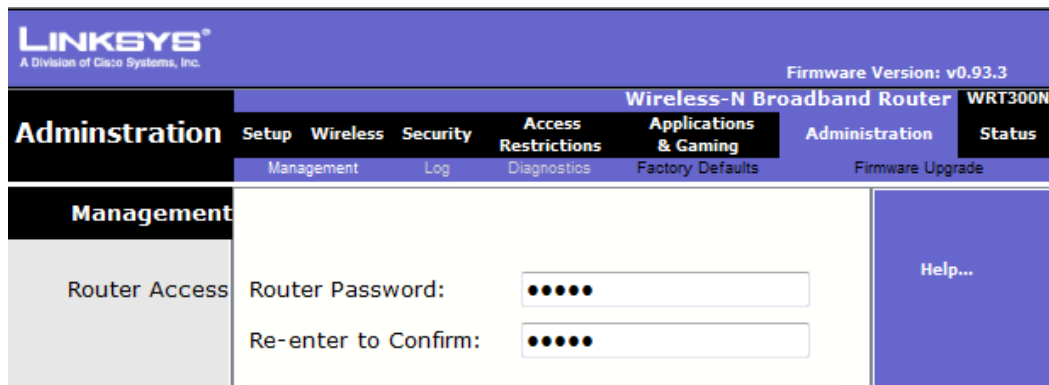 LINKSYS®
A Division of Cisco Systems, Inc.
Firmware Version: v0.93.3
Wireless-N Broadband Router WRT300N
Adminstration
Setup Wireless Security Access Restrictions Applications & Gaming Administration Status
Management Log Diagnostics Factory Defaults Firmware Upgrade
Management
Help...
Router Access Router Password: •••••
Re-enter to Confirm: •••••